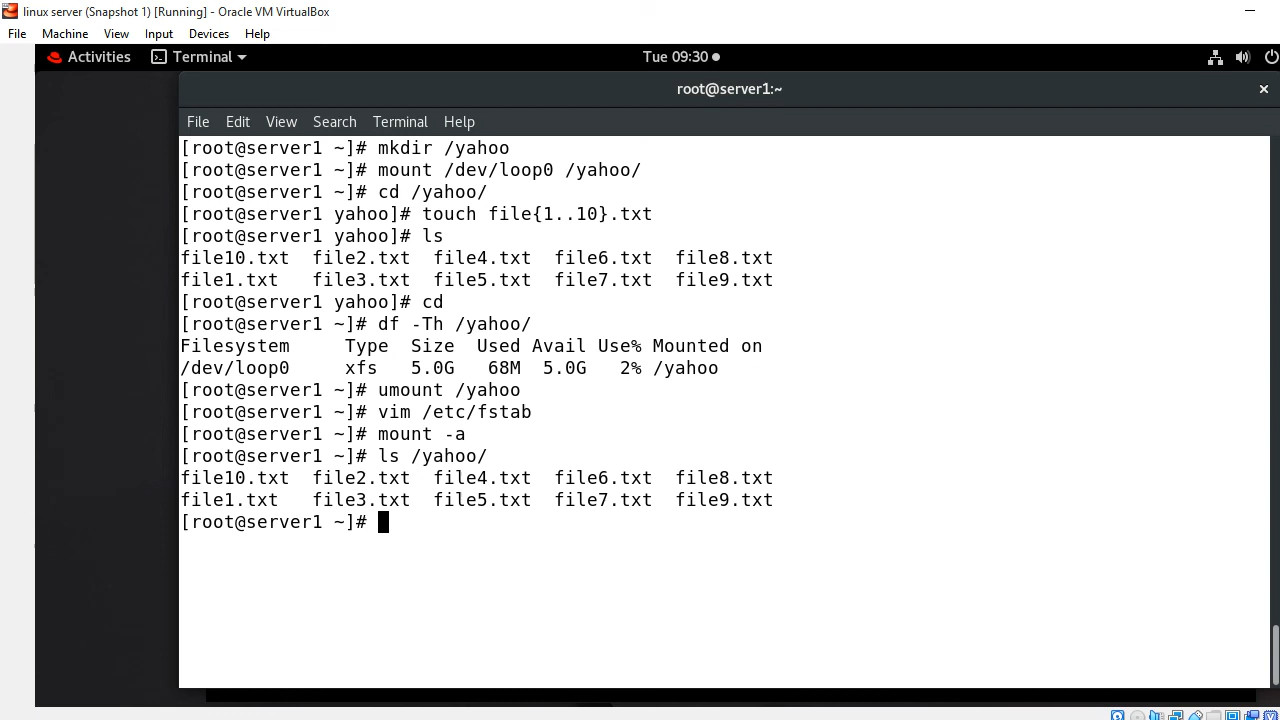 linux server (Snapshot 1) [Running] - Oracle VM VirtualBox
File Machine View Input Devices Help
Activities Terminal Tue 09:30
root@server1:~
File Edit View Search Terminal Help
[root@server1 ~]# mkdir /yahoo
[root@server1 ~]# mount /dev/loop0 /yahoo/
[root@server1 ~]# cd /yahoo/
[root@server1 yahoo]# touch file{1..10}.txt
[root@server1 yahoo]# ls
file10.txt  file2.txt  file4.txt  file6.txt  file8.txt
file1.txt   file3.txt  file5.txt  file7.txt  file9.txt
[root@server1 yahoo]# cd
[root@server1 ~]# df -Th /yahoo/
Filesystem     Type  Size  Used Avail Use% Mounted on
/dev/loop0     xfs   5.0G   68M  5.0G   2% /yahoo
[root@server1 ~]# umount /yahoo
[root@server1 ~]# vim /etc/fstab
[root@server1 ~]# mount -a
[root@server1 ~]# ls /yahoo/
file10.txt  file2.txt  file4.txt  file6.txt  file8.txt
file1.txt   file3.txt  file5.txt  file7.txt  file9.txt
[root@server1 ~]#